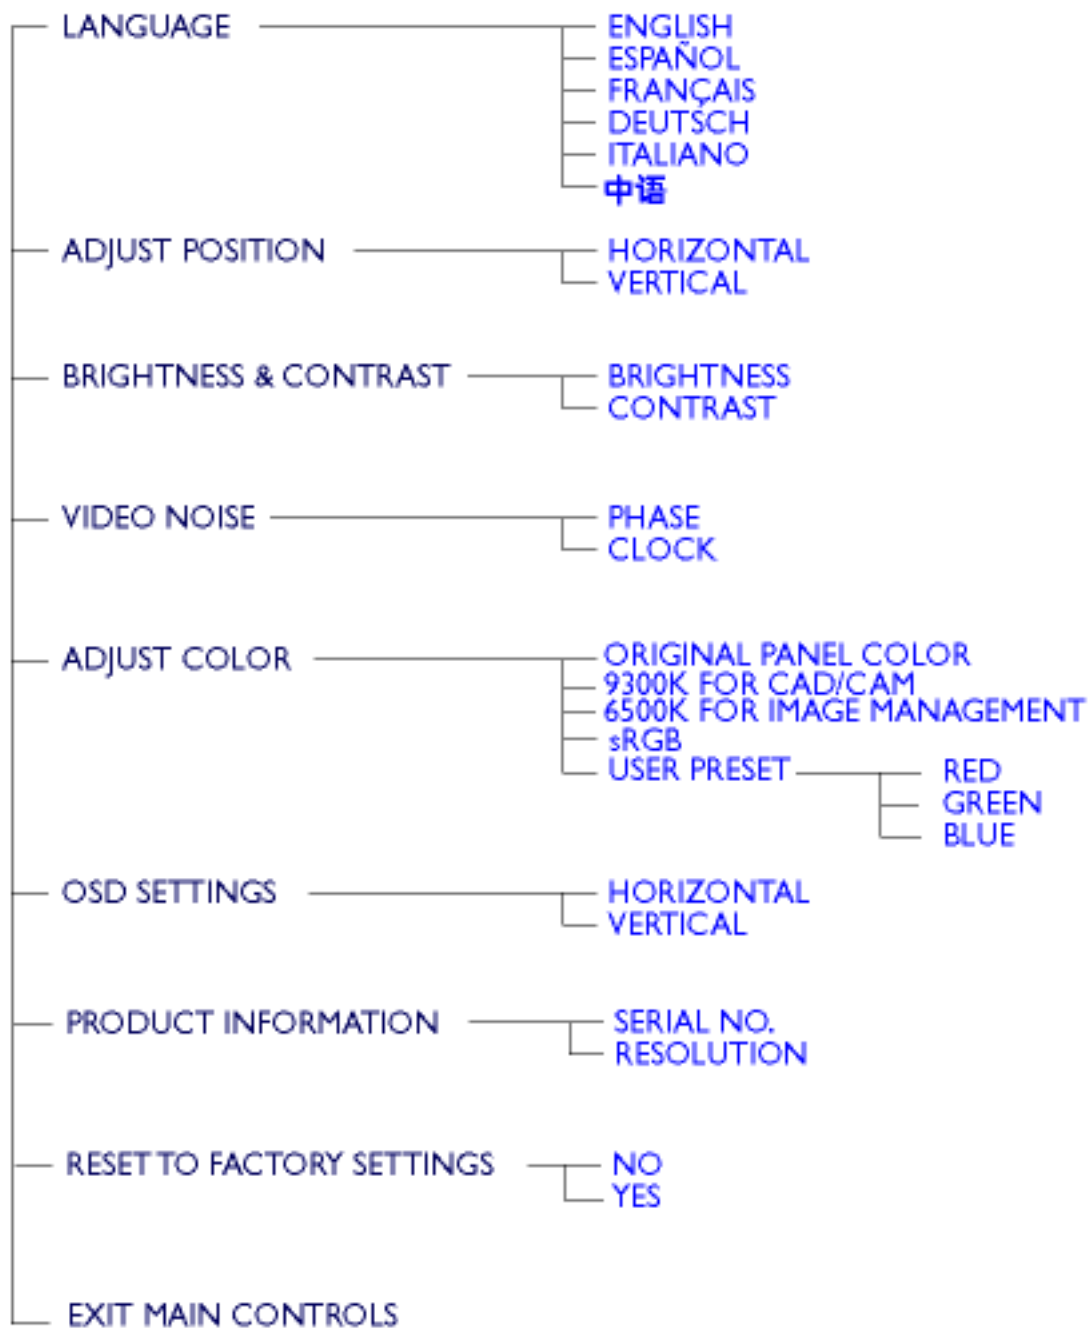 LANGUAGE
ENGLISH
ESPAÑOL
FRANÇAIS
DEUTSCH
ITALIANO
中语
ADJUST POSITION
HORIZONTAL
VERTICAL
BRIGHTNESS & CONTRAST
BRIGHTNESS
CONTRAST
VIDEO NOISE
PHASE
CLOCK
ADJUST COLOR
ORIGINAL PANEL COLOR
9300K FOR CAD/CAM
6500K FOR IMAGE MANAGEMENT
sRGB
USER PRESET
RED
GREEN
BLUE
OSD SETTINGS
HORIZONTAL
VERTICAL
PRODUCT INFORMATION
SERIAL NO.
RESOLUTION
RESET TO FACTORY SETTINGS
NO
YES
EXIT MAIN CONTROLS